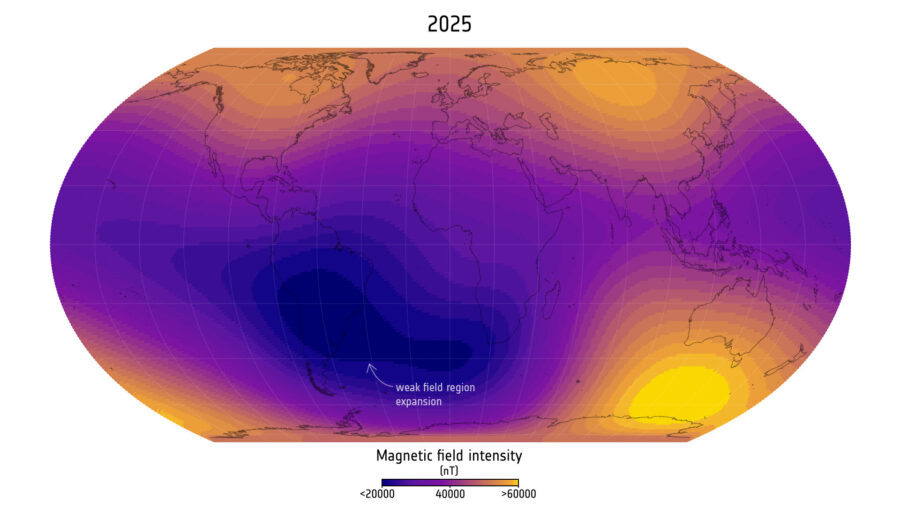 2025
weak field region
expansion
Magnetic field intensity
(nT)
<20000 40000 >60000